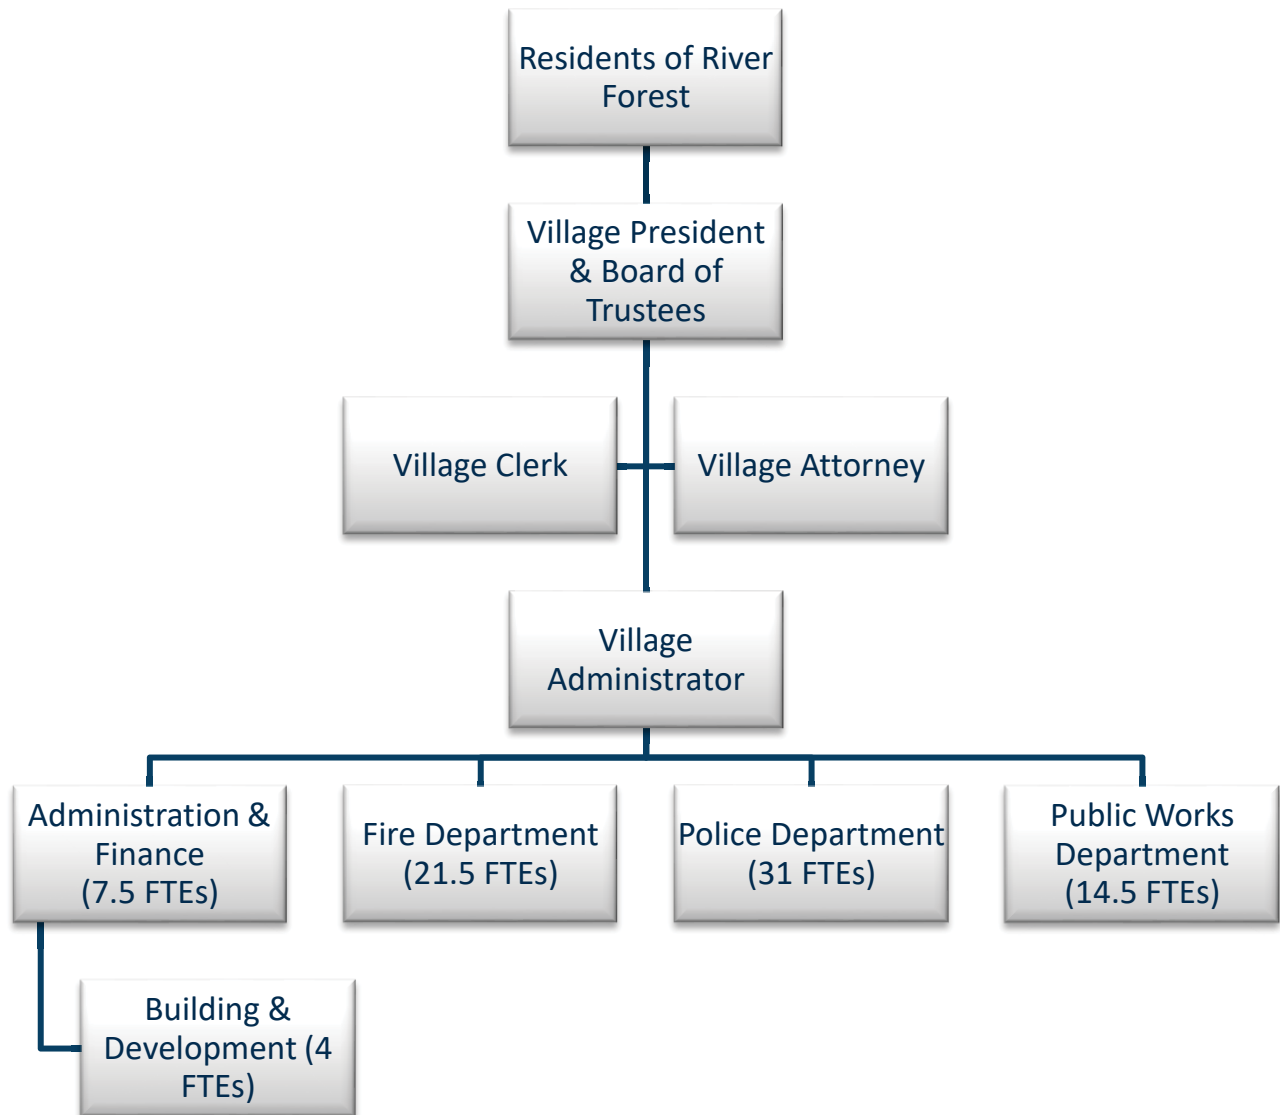 Residents of River
Forest
Village President
& Board of
Trustees
Village Clerk
Village Attorney
Village
Administrator
Administration &
Finance
(7.5 FTEs)
Fire Department
(21.5 FTEs)
Police Department
(31 FTEs)
Public Works
Department
(14.5 FTEs)
Building &
Development (4
FTEs)